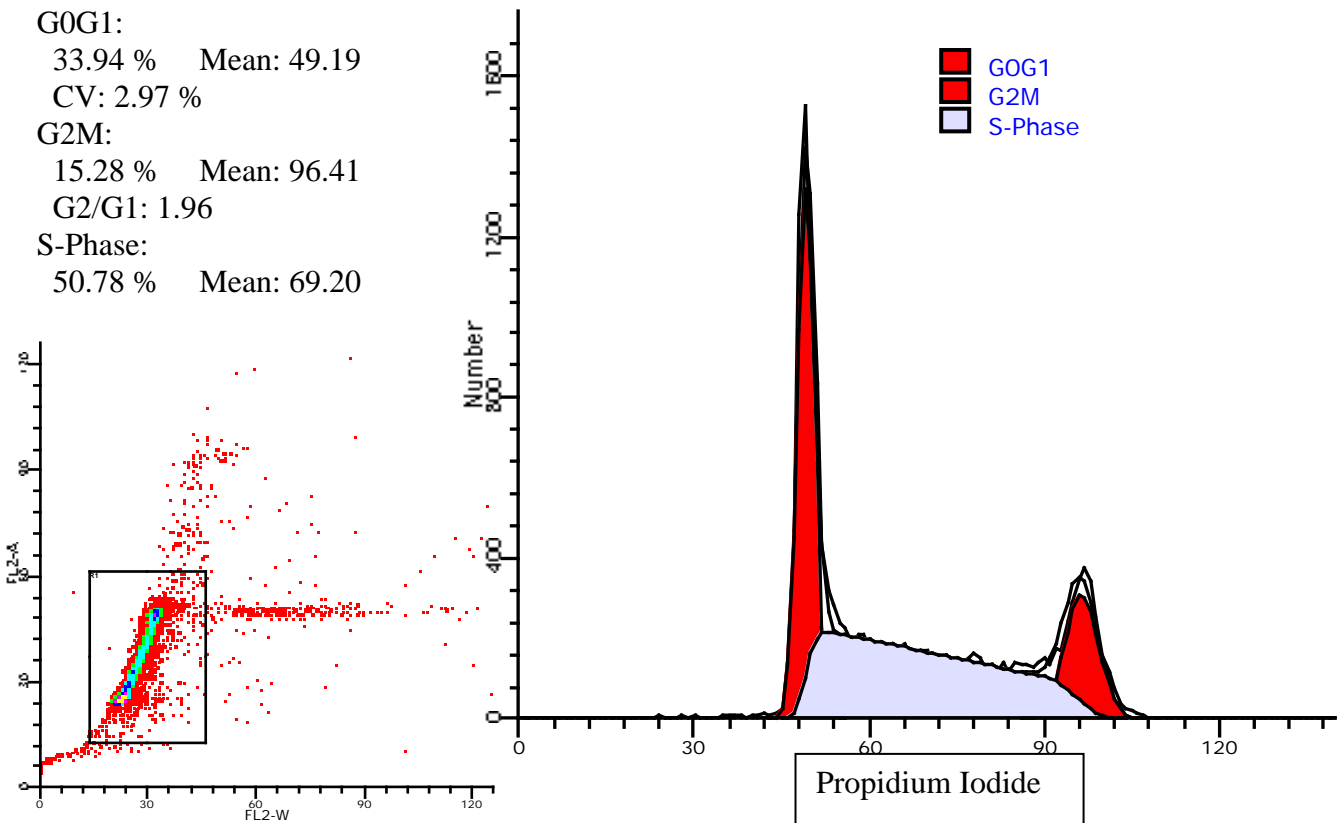 G0G1:
33.94 % Mean: 49.19
CV: 2.97 %
G2M:
15.28 % Mean: 96.41
G2/G1: 1.96
S-Phase:
50.78 % Mean: 69.20
G0G1
G2M
S-Phase
Number
1600
1200
800
400
0
0 30 60 90 120
Propidium Iodide
FL2-A
120
90
60
30
0
R1
0 30 60 90 120
FL2-W